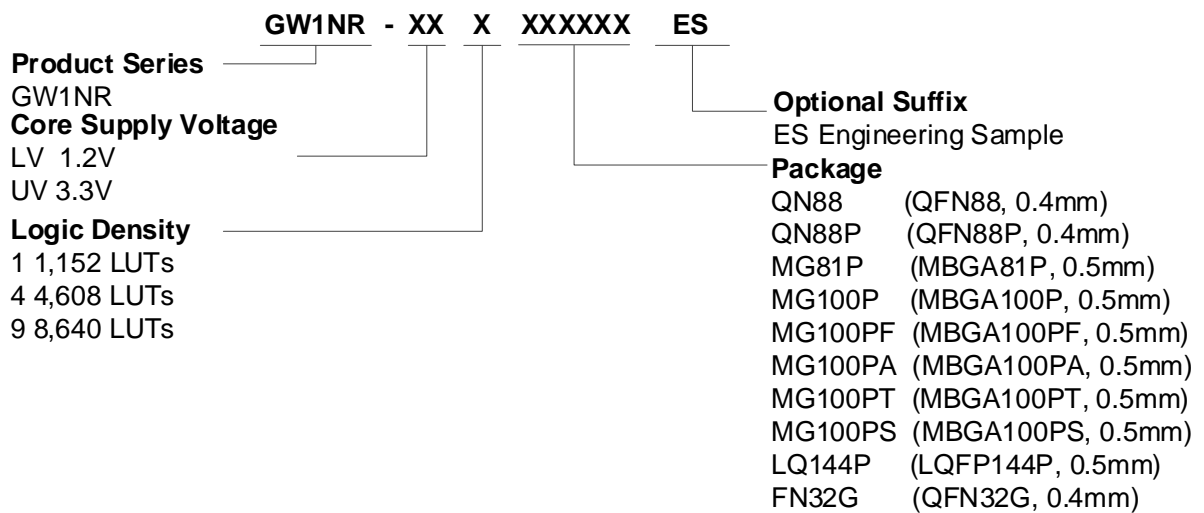 GW1NR - XX X XXXXXX ES
Product Series
GW1NR
Core Supply Voltage
LV 1.2V
UV 3.3V
Logic Density
1 1,152 LUTs
4 4,608 LUTs
9 8,640 LUTs
Optional Suffix
ES Engineering Sample
Package
QN88 (QFN88, 0.4mm)
QN88P (QFN88P, 0.4mm)
MG81P (MBGA81P, 0.5mm)
MG100P (MBGA100P, 0.5mm)
MG100PF (MBGA100PF, 0.5mm)
MG100PA (MBGA100PA, 0.5mm)
MG100PT (MBGA100PT, 0.5mm)
MG100PS (MBGA100PS, 0.5mm)
LQ144P (LQFP144P, 0.5mm)
FN32G (QFN32G, 0.4mm)